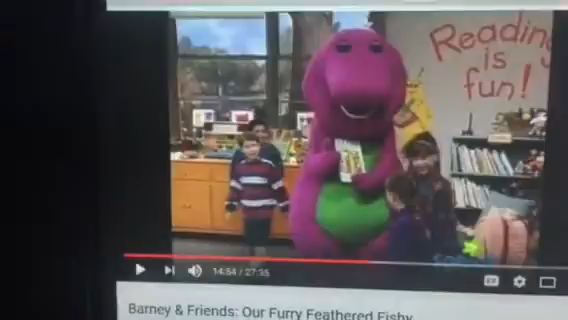 Reading
is
fun!
14:54 / 27:35
Barney & Friends: Our Furry Feathered Fishy